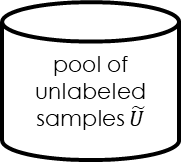 pool of
unlabeled
samples Ũ